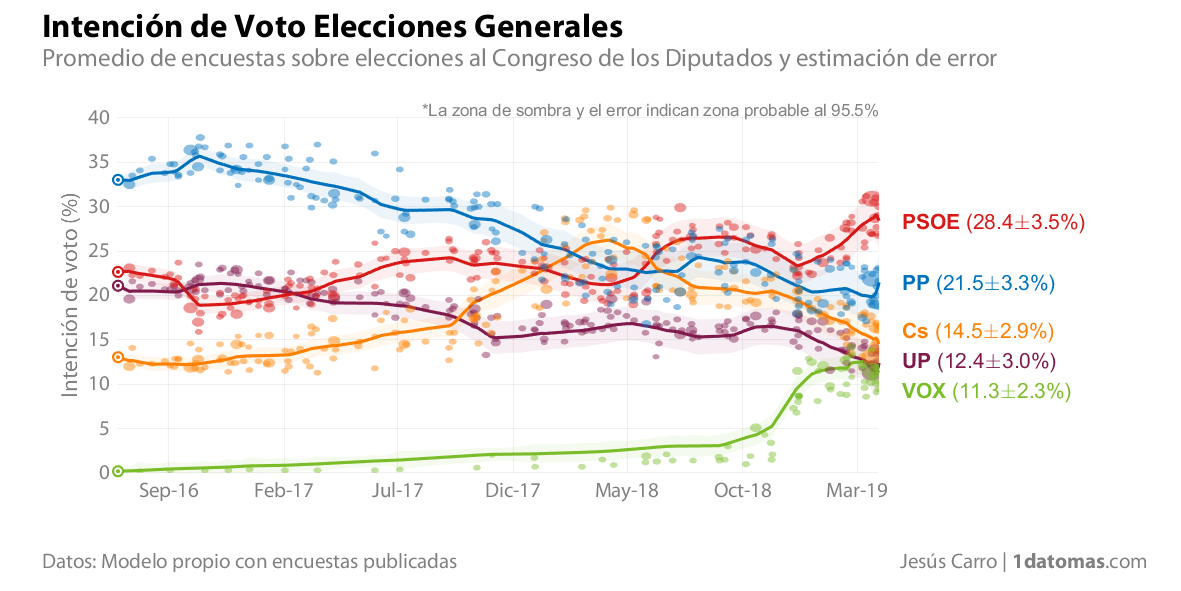 Intención de Voto Elecciones Generales
Promedio de encuestas sobre elecciones al Congreso de los Diputados y estimación de error
*La zona de sombra y el error indican zona probable al 95.5%
Intención de voto (%)
40
35
30
25
20
15
10
5
0
Sep-16 Feb-17 Jul-17 Dic-17 May-18 Oct-18 Mar-19
PSOE (28.4±3.5%)
PP (21.5±3.3%)
Cs (14.5±2.9%)
UP (12.4±3.0%)
VOX (11.3±2.3%)
Datos: Modelo propio con encuestas publicadas
Jesús Carro | 1datomas.com